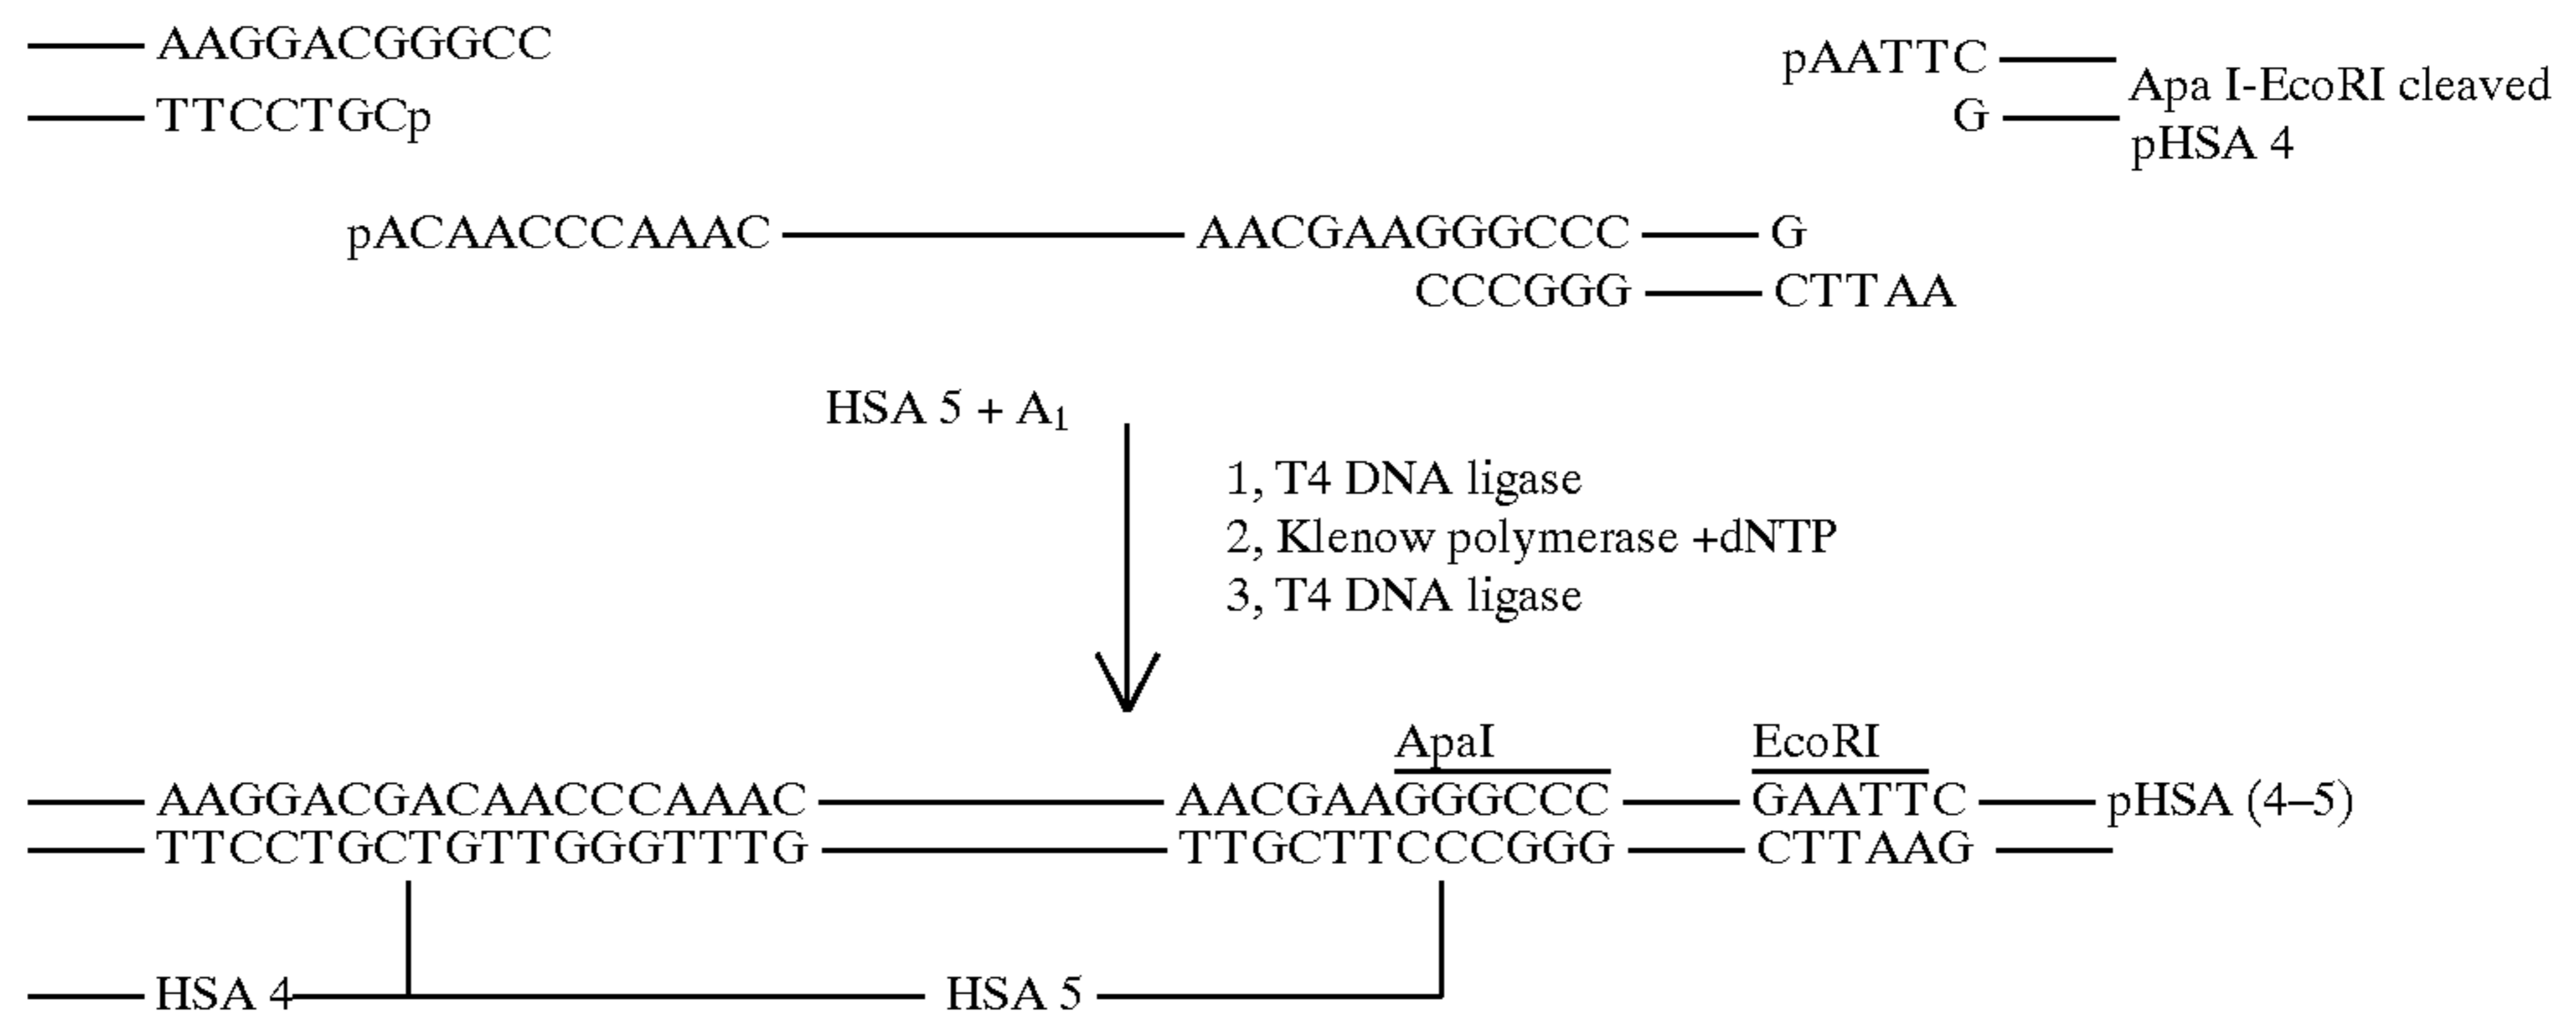 AAGGACGGGCC
TTCCTGCp
pAATTC
G
Apa I-EcoRI cleaved
pHSA 4
pACAACCCAAAC AACGAAGGGCCC G
CCCGGG CTTAA
HSA 5 + A₁
1, T4 DNA ligase
2, Klenow polymerase +dNTP
3, T4 DNA ligase
ApaI EcoRI
AAGGACGACAACCCAAAC AACGAAGGGCCC GAATTC pHSA (4–5)
TTCCTGCTGTTGGGTTTG TTGCTTCCCGGG CTTAAG
HSA 4 HSA 5